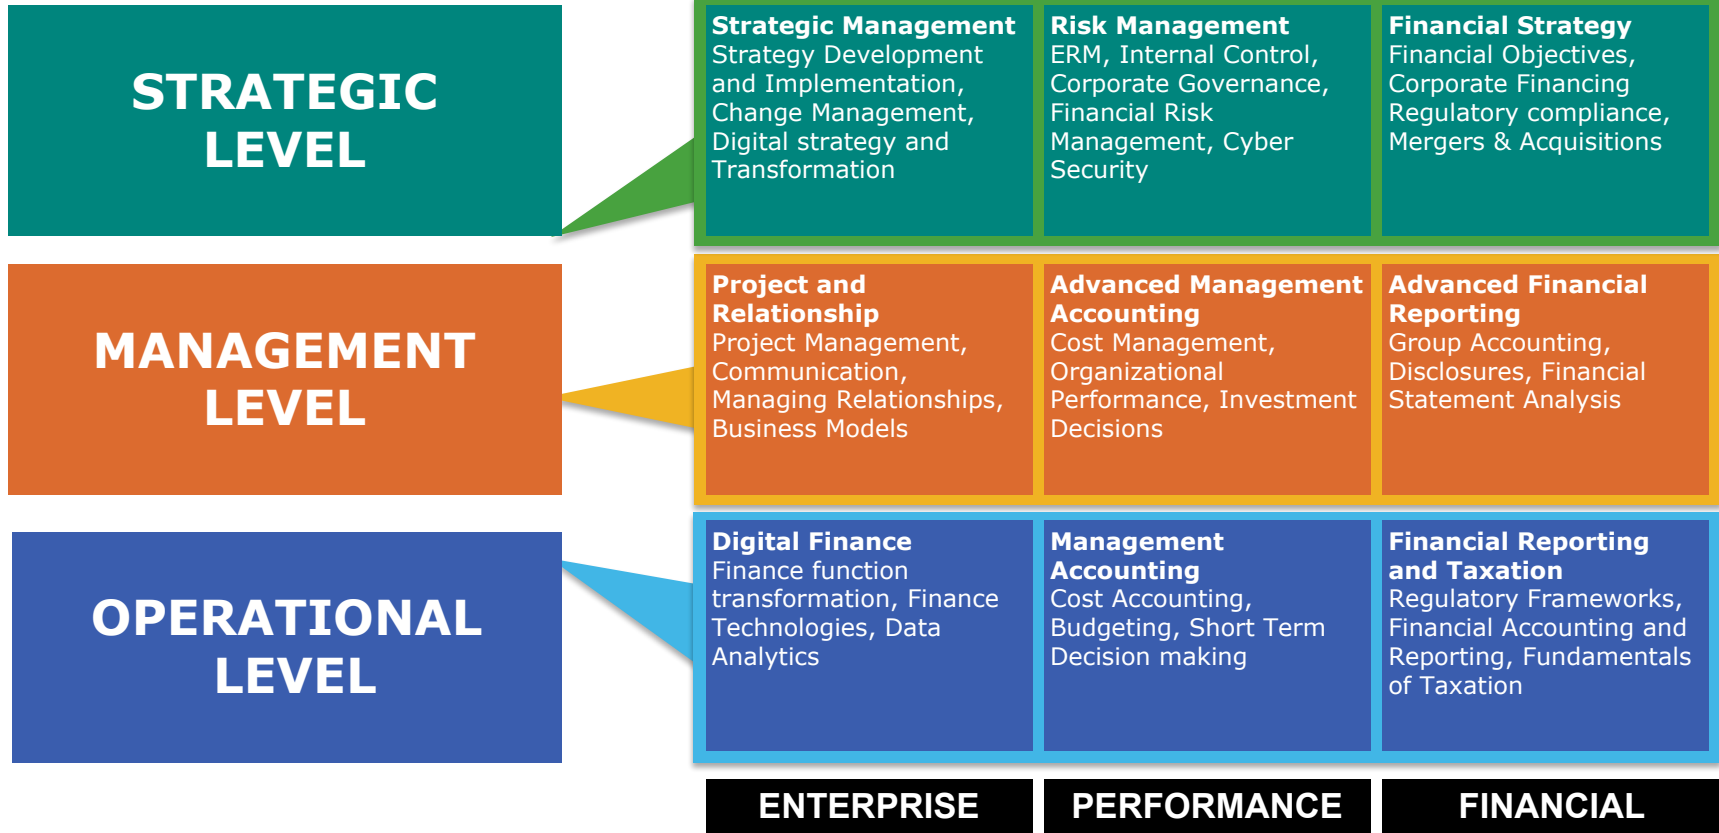 STRATEGIC
LEVEL
Strategic Management
Strategy Development
and Implementation,
Change Management,
Digital strategy and
Transformation
Risk Management
ERM, Internal Control,
Corporate Governance,
Financial Risk
Management, Cyber
Security
Financial Strategy
Financial Objectives,
Corporate Financing
Regulatory compliance,
Mergers & Acquisitions
MANAGEMENT
LEVEL
Project and
Relationship
Project Management,
Communication,
Managing Relationships,
Business Models
Advanced Management
Accounting
Cost Management,
Organizational
Performance, Investment
Decisions
Advanced Financial
Reporting
Group Accounting,
Disclosures, Financial
Statement Analysis
OPERATIONAL
LEVEL
Digital Finance
Finance function
transformation, Finance
Technologies, Data
Analytics
Management
Accounting
Cost Accounting,
Budgeting, Short Term
Decision making
Financial Reporting
and Taxation
Regulatory Frameworks,
Financial Accounting and
Reporting, Fundamentals
of Taxation
ENTERPRISE
PERFORMANCE
FINANCIAL